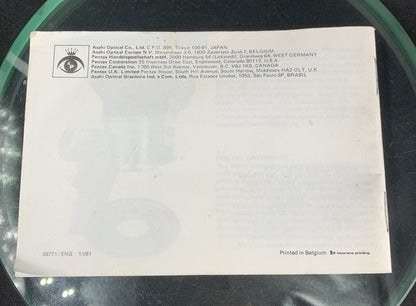 Asahi Optical Co., Ltd. C.P.O. 895, Tokyo 100-91, JAPAN
Asahi Optical Europe N.V. Weiveldlaan 3-5, 1930 Zaventem Zuid 7, BELGIUM
Pentax Handelsgesellschaft mbH. 2000 Hamburg 54 (Lokstedt), Grandweg 64, WEST GERMANY
Pentax Corporation 35 Inverness Drive East, Englewood, Colorado 80112, U.S.A.
Pentax Canada Inc. 1760 West 3rd Avenue, Vancouver, B.C. V6J 1K5, CANADA
Pentax U.K. Limited Pentax House, South Hill Avenue, South Harrow, Middlesex HA2 OLT, U.K.
Asahi Optical Brasileira Ind. e Com. Ltda. Rua Estados Unidos, 1053, São Paulo-SP, BRASIL
08771/ENG 11/81
Printed in Belgium printing